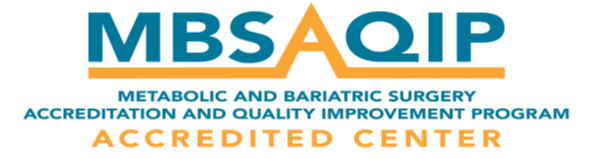 MBSAQIP
METABOLIC AND BARIATRIC SURGERY
ACCREDITATION AND QUALITY IMPROVEMENT PROGRAM
ACCREDITED CENTER